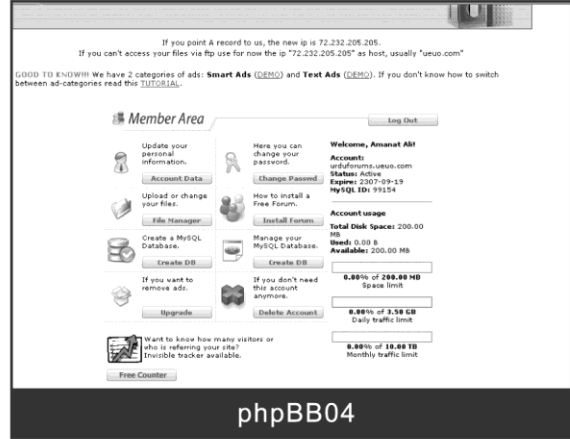 If you point A record to us, the new ip is 72.232.205.205.
If you can't access your files via ftp use for now the ip "72.232.205.205" as host, usually "ueuo.com"
GOOD TO KNOW!!! We have 2 categories of ads: Smart Ads (DEMO) and Text Ads (DEMO). If you don't know how to switch
between ad-categories read this TUTORIAL.
Member Area
Log Out
Update your
personal
information.
Account Data
Here you can
change your
password.
Change Passwd
Upload or change
your files.
File Manager
How to install a
Free Forum.
Install Forum
Create a MySQL
Database.
Create DB
Manage your
MySQL Database.
Create DB
If you want to
remove ads.
Upgrade
If you don't need
this account
anymore.
Delete Account
Want to know how many visitors or
who is referring your site?
Invisible tracker available.
Free Counter
Welcome, Amanat Ali!
Account:
urduforums.ueuo.com
Status: Active
Expire: 2307-09-19
MySQL ID: 99154
Account usage
Total Disk Space: 200.00
MB
Used: 0.00 B
Available: 200.00 MB
0.00% of 200.00 MB
Space limit
0.00% of 3.50 GB
Daily traffic limit
0.00% of 10.00 TB
Monthly traffic limit
phpBB04